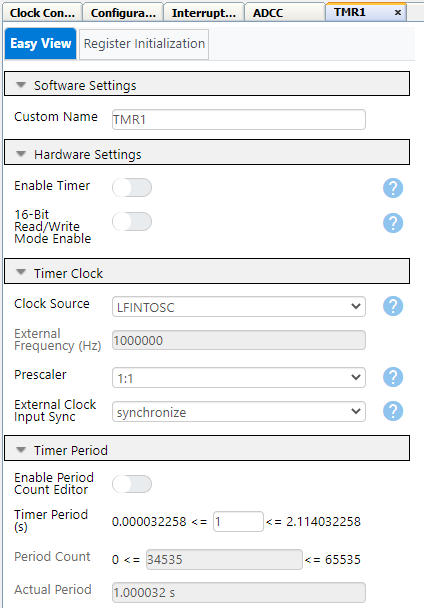 Clock Con... Configura... Interrupt... ADCC TMR1 ×
Easy View Register Initialization
Software Settings
Custom Name TMR1
Hardware Settings
Enable Timer ?
16-Bit
Read/Write ?
Mode Enable
Timer Clock
Clock Source LFINTOSC ?
External
Frequency (Hz) 1000000
Prescaler 1:1 ?
External Clock
Input Sync synchronize ?
Timer Period
Enable Period
Count Editor
Timer Period
(s) 0.000032258 <= 1 <= 2.114032258
Period Count 0 <= 34535 <= 65535
Actual Period 1.000032 s